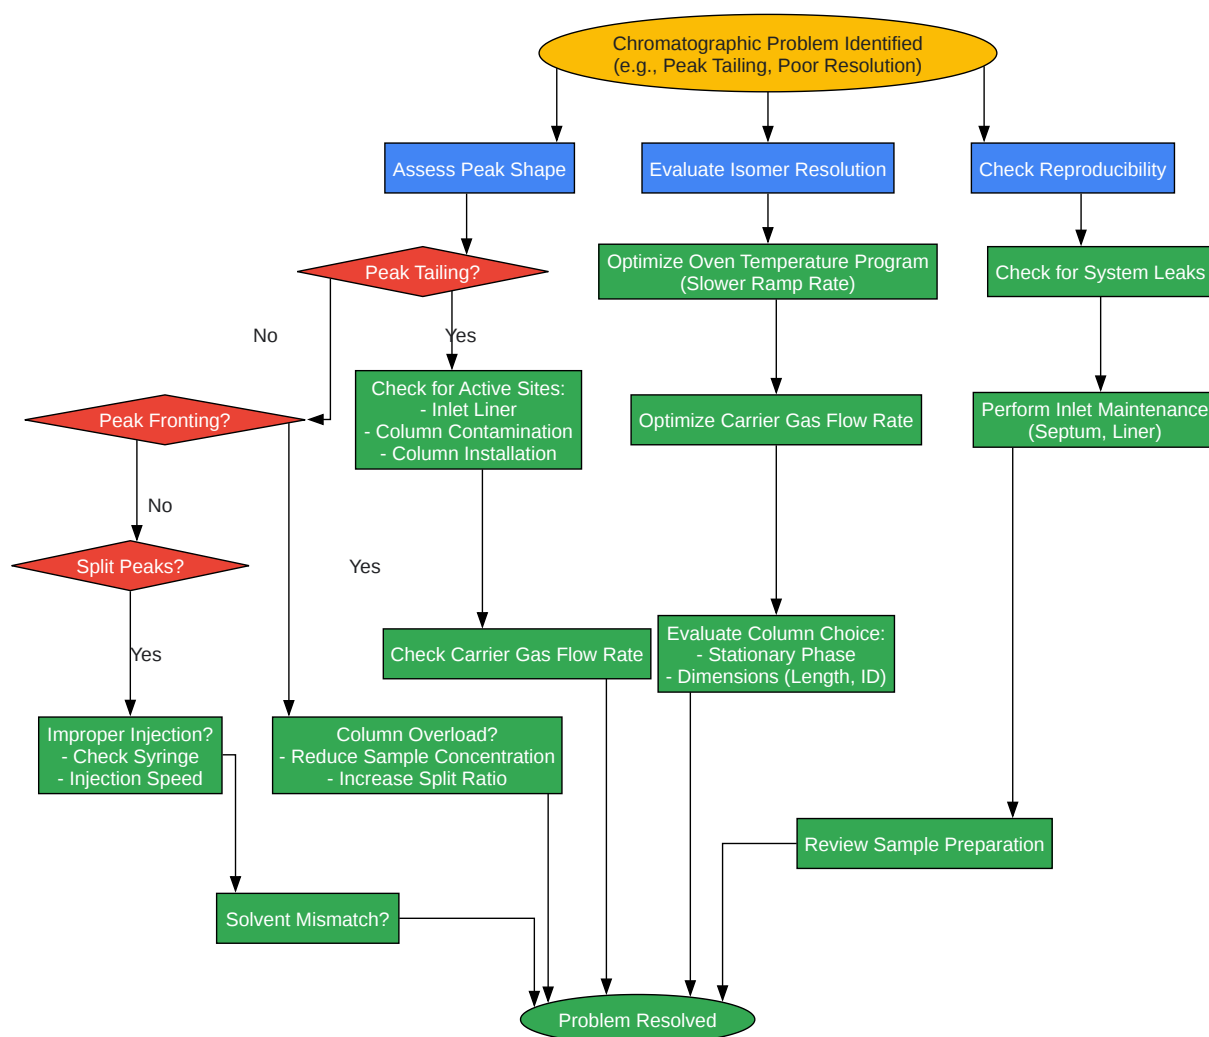 Chromatographic Problem Identified
(e.g., Peak Tailing, Poor Resolution)
Assess Peak Shape
Evaluate Isomer Resolution
Check Reproducibility
Peak Tailing?
Optimize Oven Temperature Program
(Slower Ramp Rate)
Check for System Leaks
No
Yes
Check for Active Sites:
- Inlet Liner
- Column Contamination
- Column Installation
Peak Fronting?
Optimize Carrier Gas Flow Rate
Perform Inlet Maintenance
(Septum, Liner)
No
Split Peaks?
Yes
Yes
Check Carrier Gas Flow Rate
Evaluate Column Choice:
- Stationary Phase
- Dimensions (Length, ID)
Improper Injection?
- Check Syringe
- Injection Speed
Column Overload?
- Reduce Sample Concentration
- Increase Split Ratio
Review Sample Preparation
Solvent Mismatch?
Problem Resolved